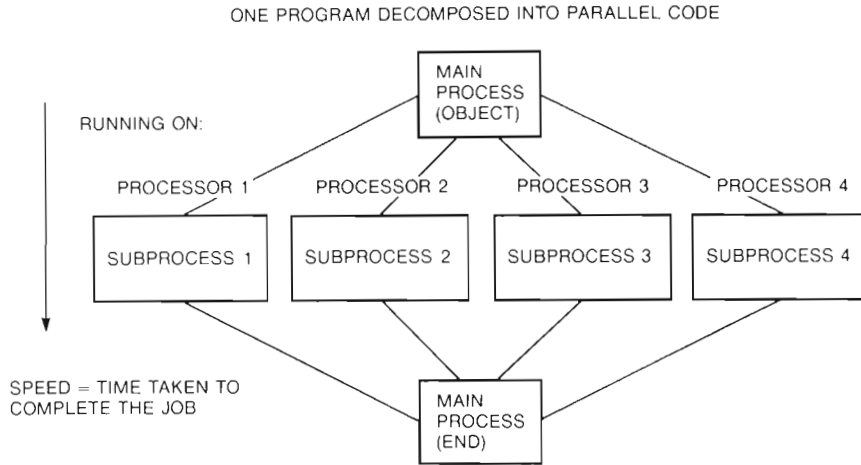 ONE PROGRAM DECOMPOSED INTO PARALLEL CODE
MAIN
PROCESS
(OBJECT)
RUNNING ON:
PROCESSOR 1
PROCESSOR 2
PROCESSOR 3
PROCESSOR 4
SUBPROCESS 1
SUBPROCESS 2
SUBPROCESS 3
SUBPROCESS 4
SPEED = TIME TAKEN TO
COMPLETE THE JOB
MAIN
PROCESS
(END)